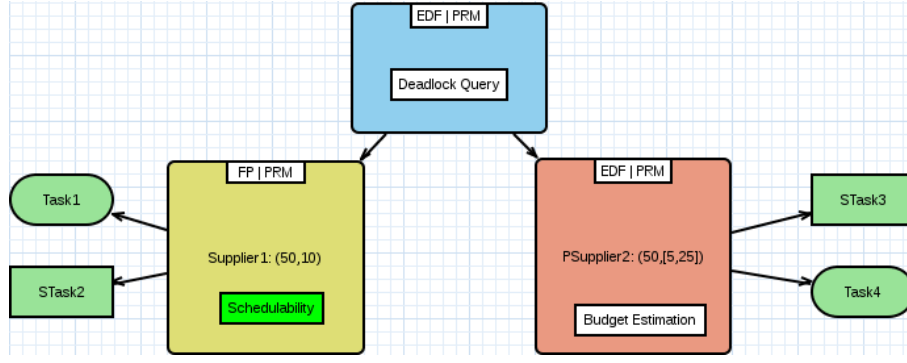 EDF | PRM
Deadlock Query
FP | PRM
EDF | PRM
Task1
STask3
Supplier1: (50,10)
PSupplier2: (50,[5,25])
STask2
Task4
Schedulability
Budget Estimation